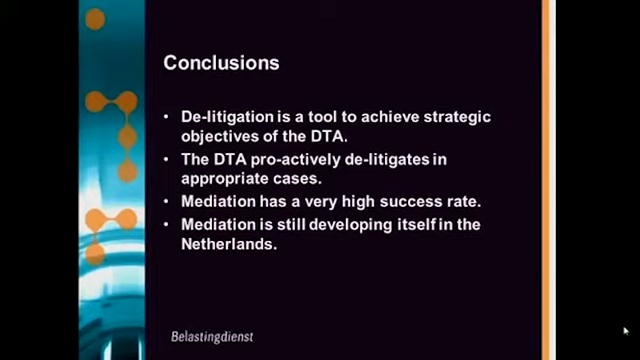 Conclusions
• De-litigation is a tool to achieve strategic
objectives of the DTA.
• The DTA pro-actively de-litigates in
appropriate cases.
• Mediation has a very high success rate.
• Mediation is still developing itself in the
Netherlands.
Belastingdienst